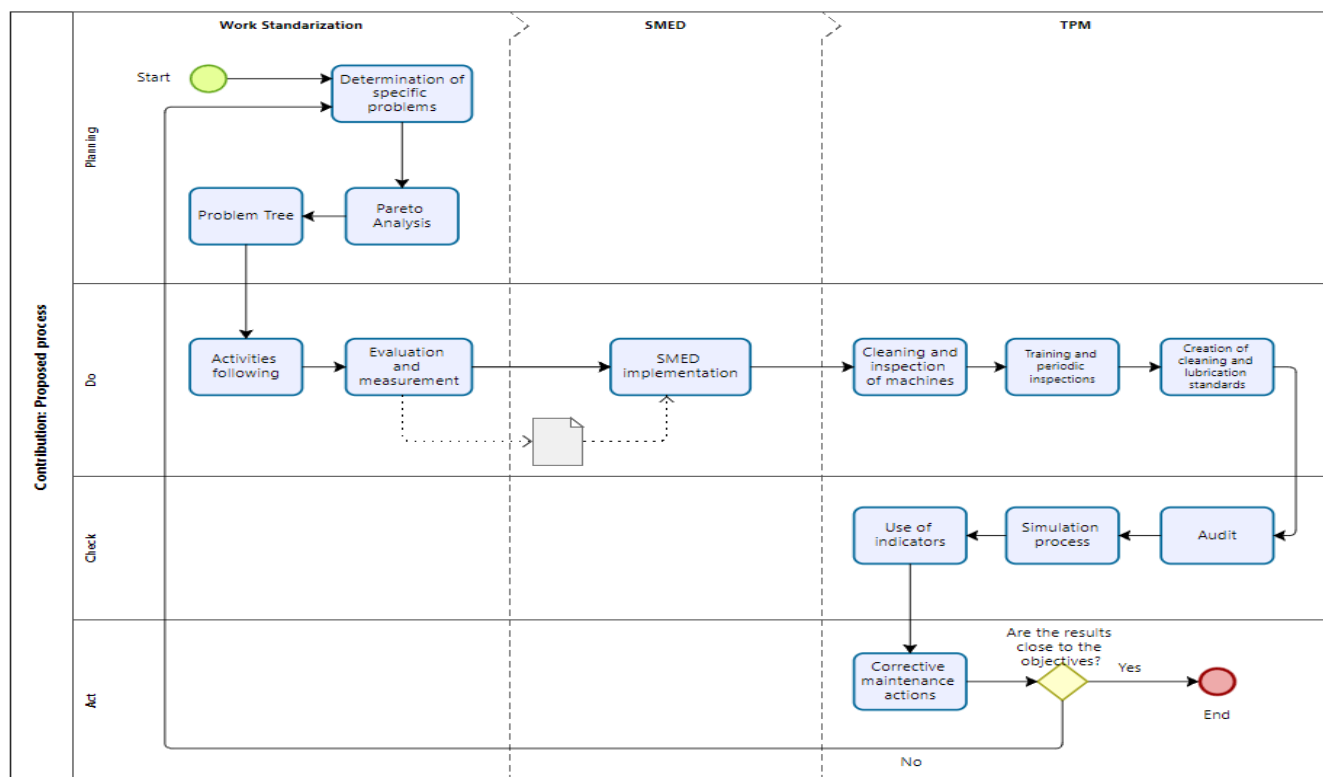 Work Standarization
SMED
TPM
Contribution: Proposed process
Planning
Start
Determination of
specific
problems
Problem Tree
Pareto
Analysis
Do
Activities
following
Evaluation
and
measurement
SMED
implementation
Cleaning and
inspection
of machines
Training and
periodic
inspections
Creation of
cleaning and
lubrication
standards
Check
Use of
indicators
Simulation
process
Audit
Act
Corrective
maintenance
actions
Are the results
close to the
objectives?
Yes
End
No